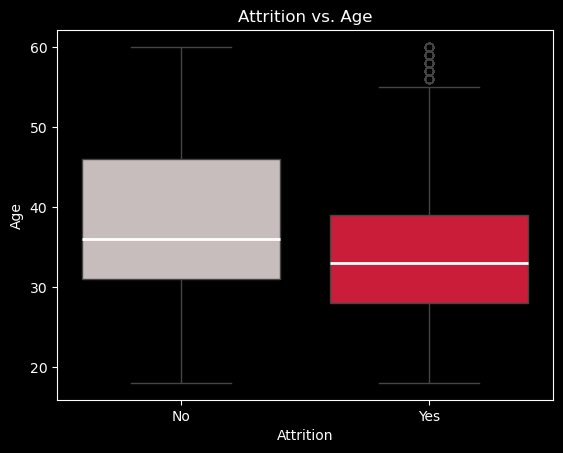 Attrition vs. Age
60
50
40
30
20
Age
No Yes
Attrition